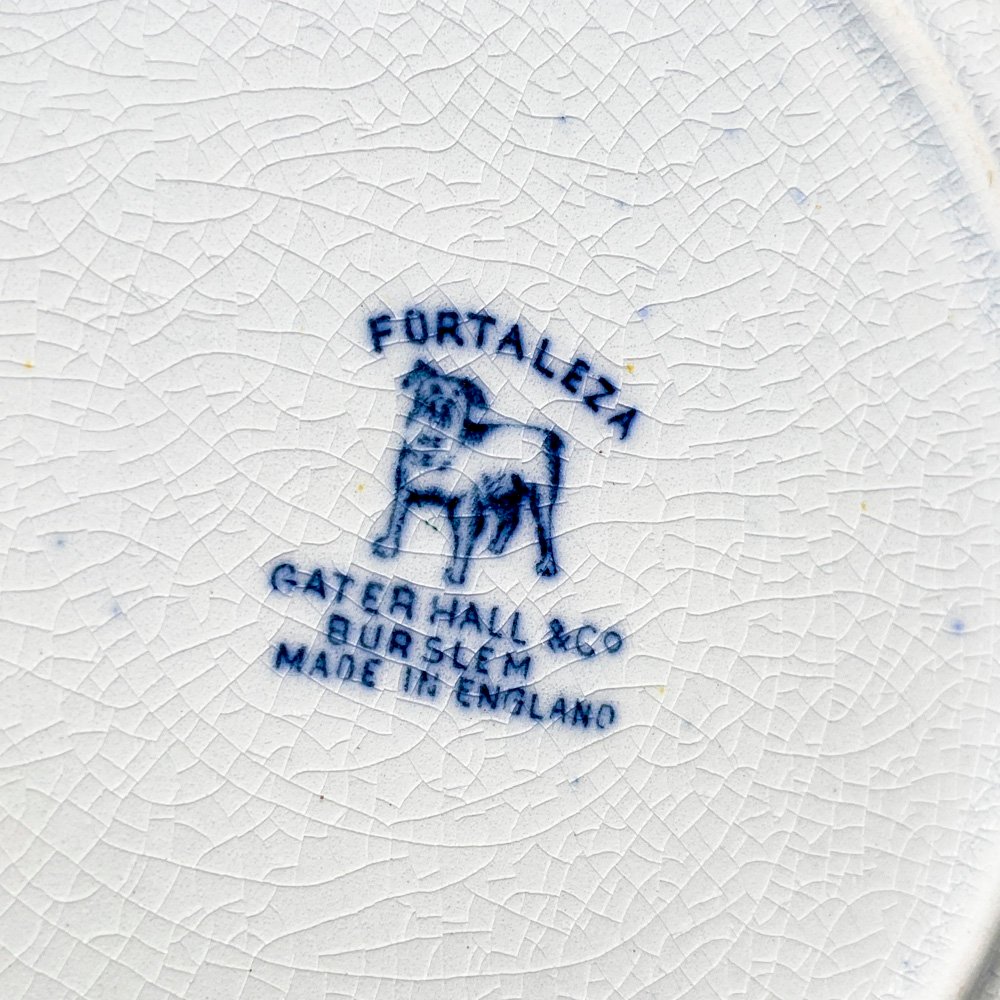 FORTALEZA
GATER HALL & Co
BURSLEM
MADE IN ENGLAND